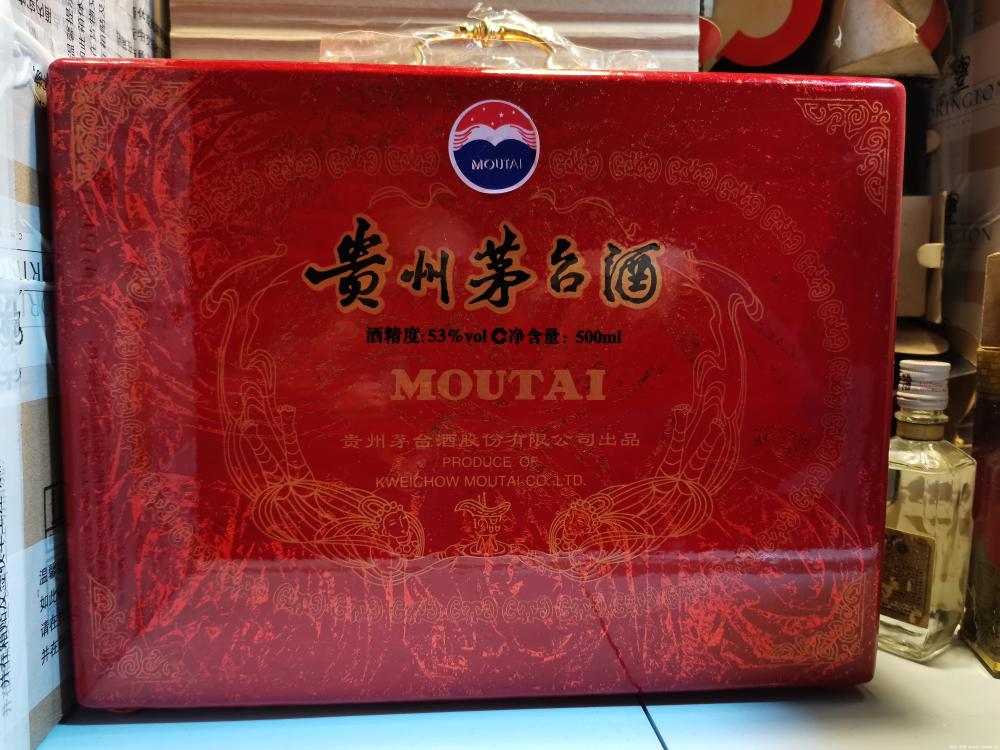 MOUTAI
贵州茅台酒
酒精度:53%vol 净含量: 500ml
MOUTAI
贵州茅台酒股份有限公司出品
PRODUCE OF
KWEICHOW MOUTAI CO.,LTD.